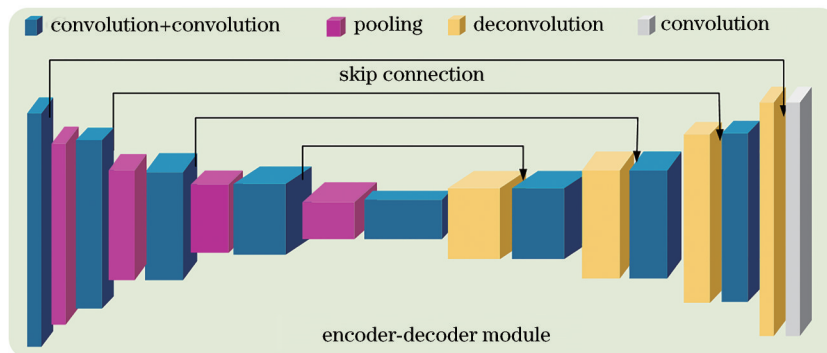 convolution+convolution pooling deconvolution convolution
skip connection
encoder-decoder module